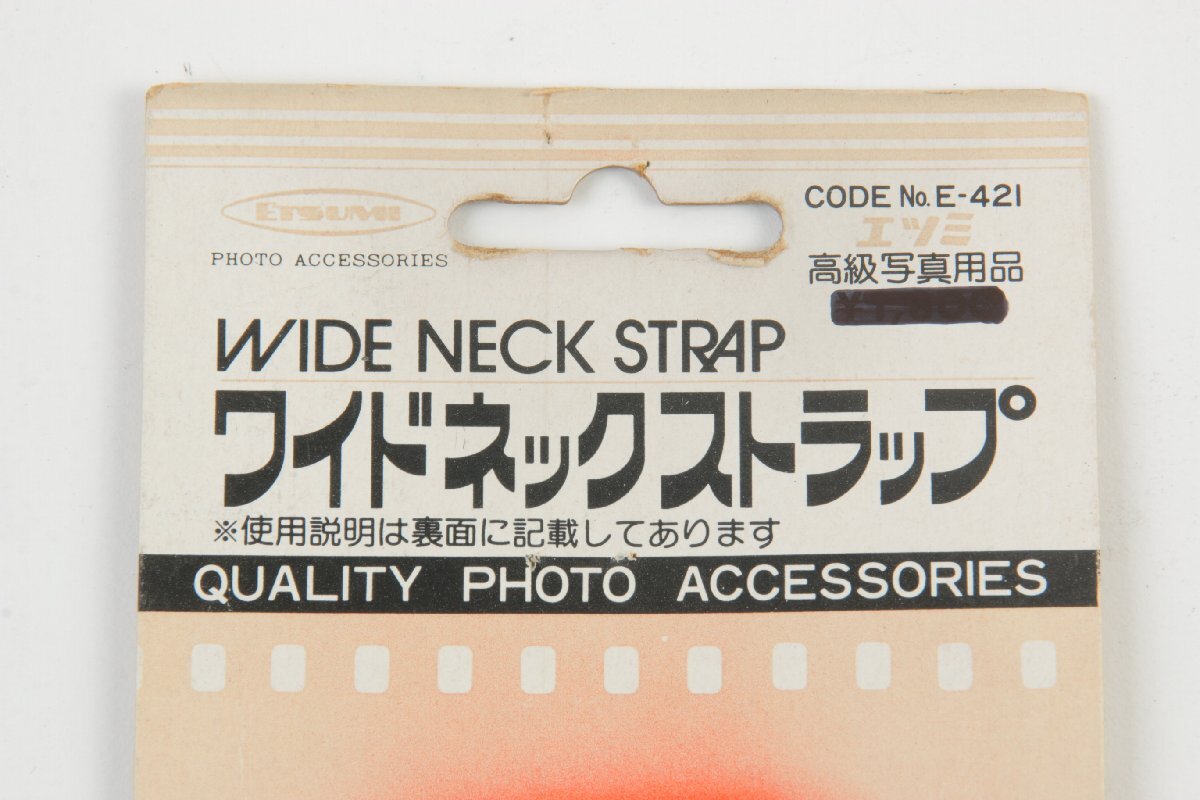 ETSUMI
PHOTO ACCESSORIES
CODE No. E-421
エツミ
高級写真用品
WIDE NECK STRAP
ワイドネックストラップ
※使用説明は裏面に記載してあります
QUALITY PHOTO ACCESSORIES